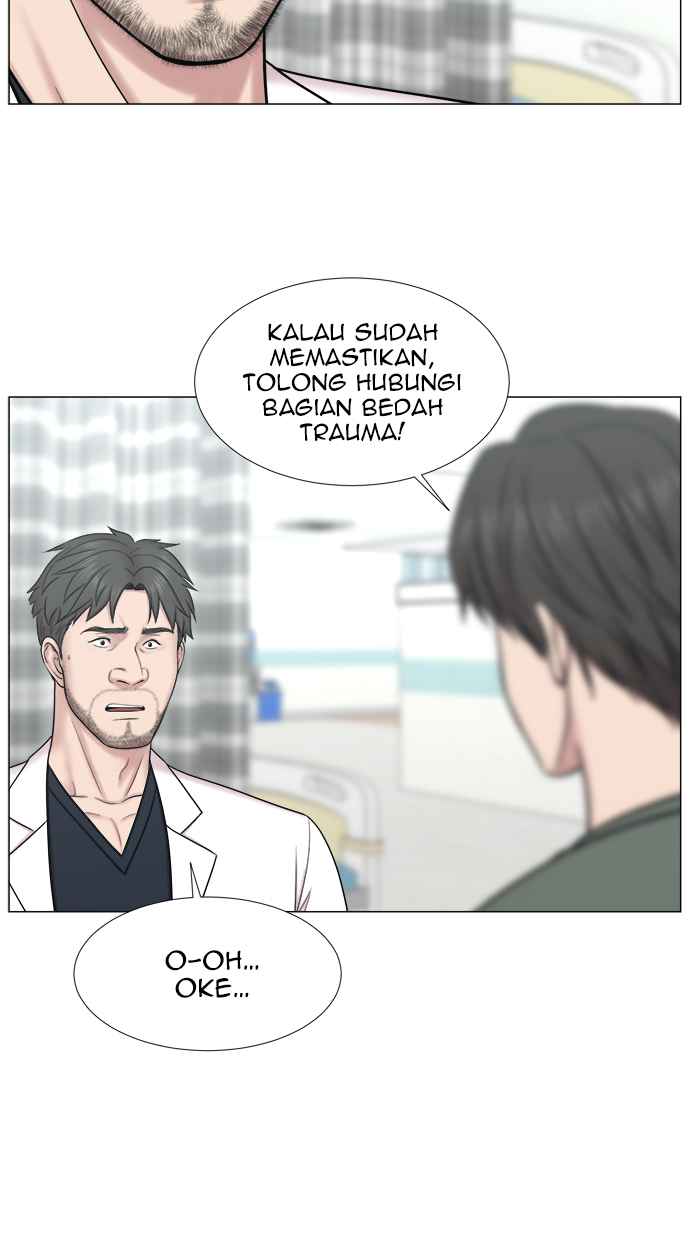 KALAU SUDAH
MEMASTIKAN,
TOLONG HUBUNGI
BAGIAN BEDAH
TRAUMA!
O-OH...
OKE...